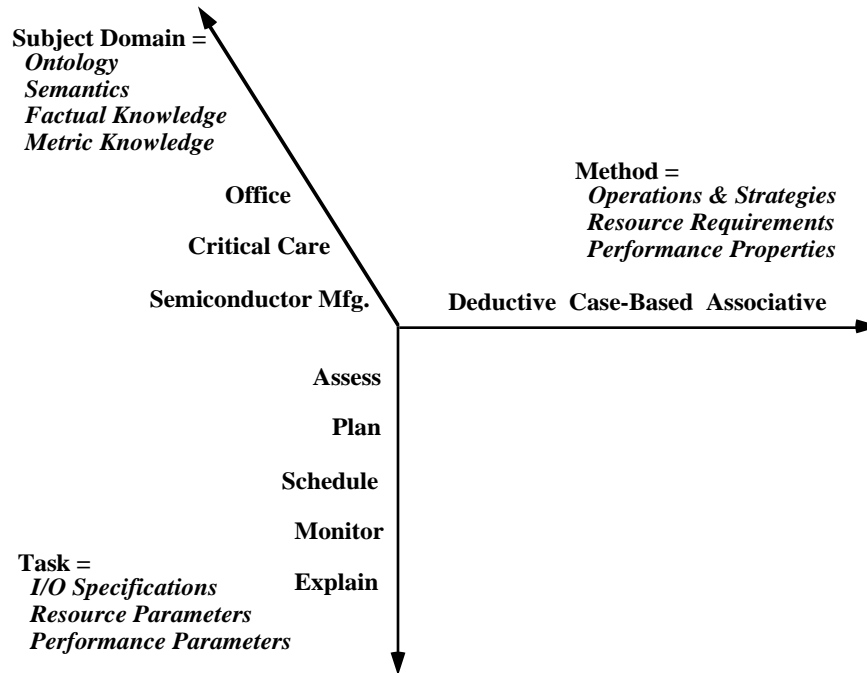 Subject Domain =
Ontology
Semantics
Factual Knowledge
Metric Knowledge
Office
Critical Care
Semiconductor Mfg.
Method =
Operations & Strategies
Resource Requirements
Performance Properties
Deductive Case-Based Associative
Assess
Plan
Schedule
Monitor
Explain
Task =
I/O Specifications
Resource Parameters
Performance Parameters